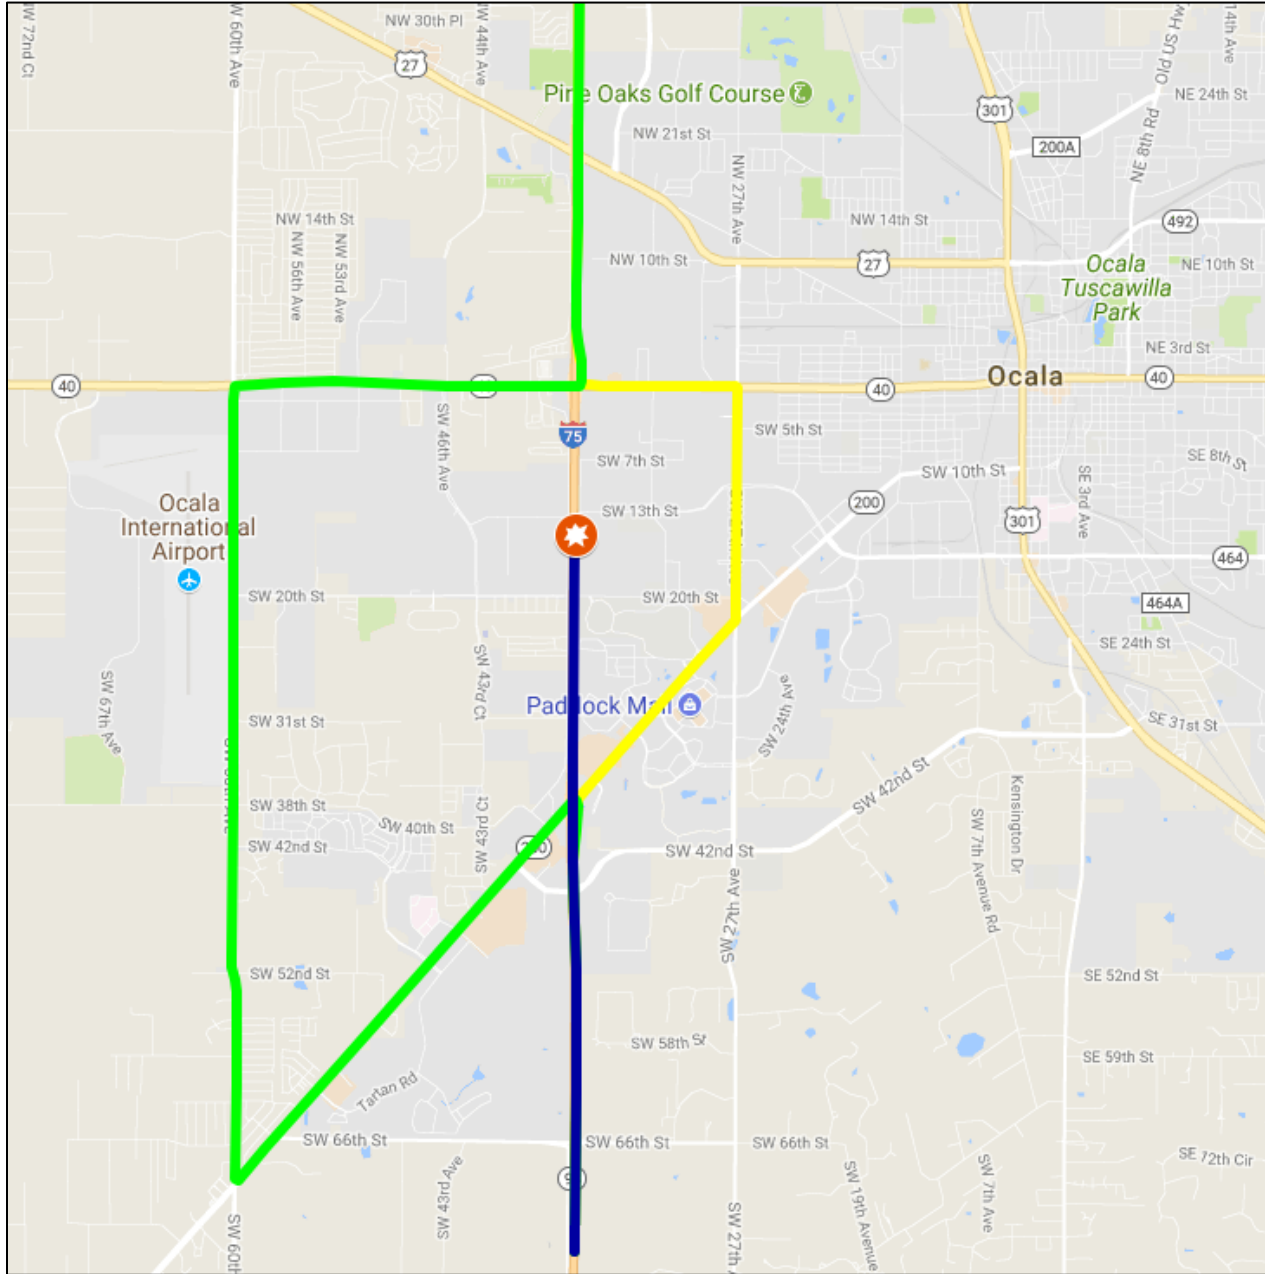 NW 72nd Ct
W 60th Ave
NW 30th Pl
NW 44th Ave
27
Pine Oaks Golf Course
301
Old US Hwy
14th Ave
NE 24th St
NW 21st St
200A
NE 8th Rd
NW 27th Ave
NW 14th St
NW 14th St
492
NW 56th Ave
NW 53rd Ave
NW 10th St
27
Ocala
Tuscawilla
Park
NE 10th St
NE 3rd St
40
40
Ocala
40
SW 46th Ave
75
SW 5th St
SW 7th St
SE 8th St
SW 10th St
SE 3rd Ave
Ocala
International
Airport
SW 13th St
200
301
464
SW 20th St
SW 20th St
464A
SE 24th St
SW 67th Ave
SW 43rd Ct
Paddock Mall
SW 24th Ave
SW 31st St
SE 31st St
SW 42nd St
SW 38th St
SW 40th St
SW 43rd Ct
Kensington Dr
SW 7th Avenue Rd
SW 42nd St
200
SW 42nd St
SW 27th Ave
SW 52nd St
SE 52nd St
SW 58th St
SE 59th St
Tartan Rd
SW 66th St
SW 66th St
SW 66th St
SW 43rd Ave
SW 19th Avenue
SW 7th Ave
SE 72th Cir
SW 60th
SW 27th